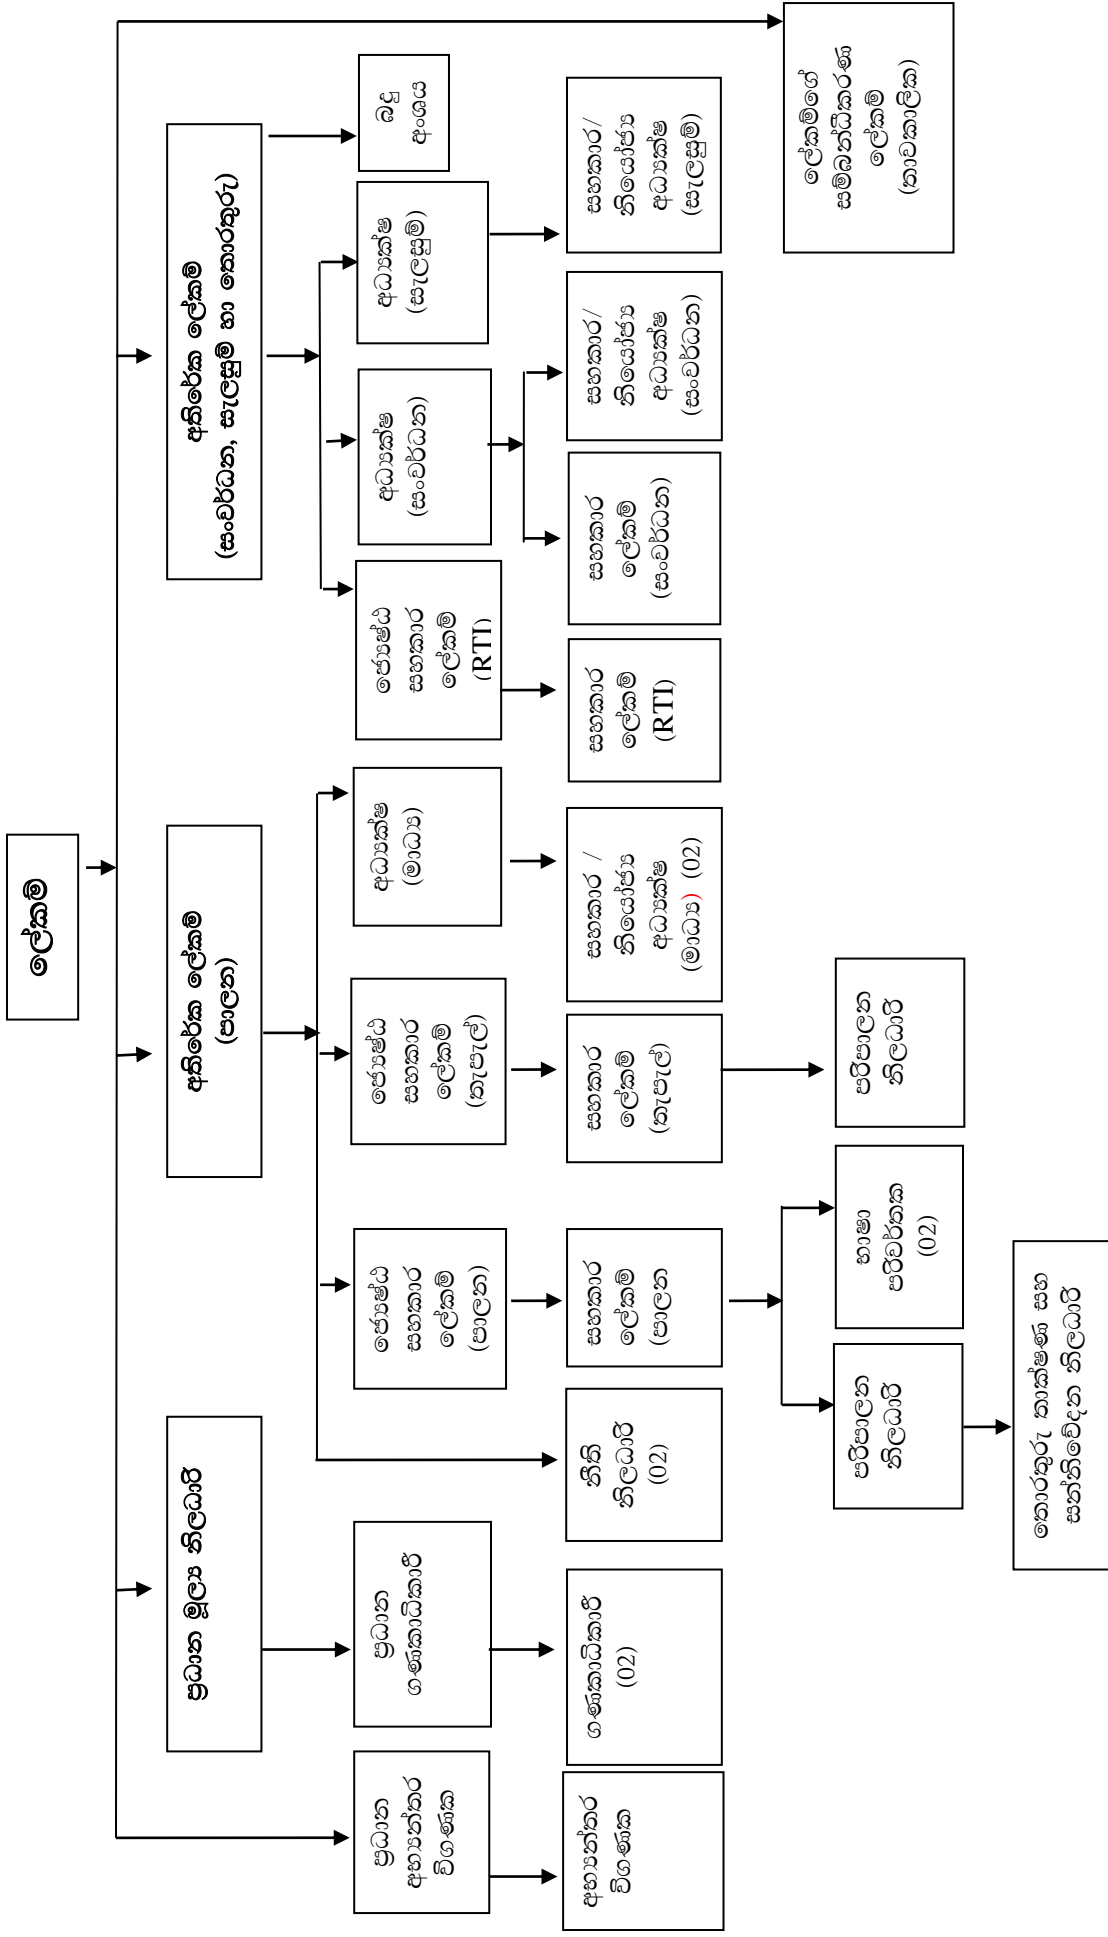 ලේකම්
ප්‍රධාන මූල්‍ය නිලධාරී
අතිරේක ලේකම්
(පාලන)
අතිරේක ලේකම්
(සංවර්ධන, සැලසුම් හා තොරතුරු)
ප්‍රධාන
අභ්‍යන්තර
විගණක
ප්‍රධාන
ගණකාධිකාරී
ජ්‍යෙෂ්ඨ
සහකාර
ලේකම්
(පාලන)
ජ්‍යෙෂ්ඨ
සහකාර
ලේකම්
(තැපැල්)
අධ්‍යක්ෂ
(මාධ්‍ය)
ජ්‍යෙෂ්ඨ
සහකාර
ලේකම්
(RTI)
අධ්‍යක්ෂ
(සංවර්ධන)
අධ්‍යක්ෂ
(සැලසුම්)
බදු
අංශය
අභ්‍යන්තර
විගණක
ගණකාධිකාරී
(02)
නීති
නිලධාරී
(02)
සහකාර
ලේකම්
(පාලන
සහකාර
ලේකම්
(තැපැල්)
සහකාර /
නියෝජ්‍ය
අධ්‍යක්ෂ
(මාධ්‍ය) (02)
සහකාර
ලේකම්
(RTI)
සහකාර
ලේකම්
(සංවර්ධන)
සහකාර/
නියෝජ්‍ය
අධ්‍යක්ෂ
(සංවර්ධන)
සහකාර/
නියෝජ්‍ය
අධ්‍යක්ෂ
(සැලසුම්)
ලේකම්ගේ
සම්බන්ධීකරණ
ලේකම්
(තාවකාලික)
පරිපාලන
නිලධාරී
භාෂා
පරිවර්තක
(02)
පරිපාලන
නිලධාරී
තොරතුරු තාක්ෂණ සහ
සන්නිවේදන නිලධාරී